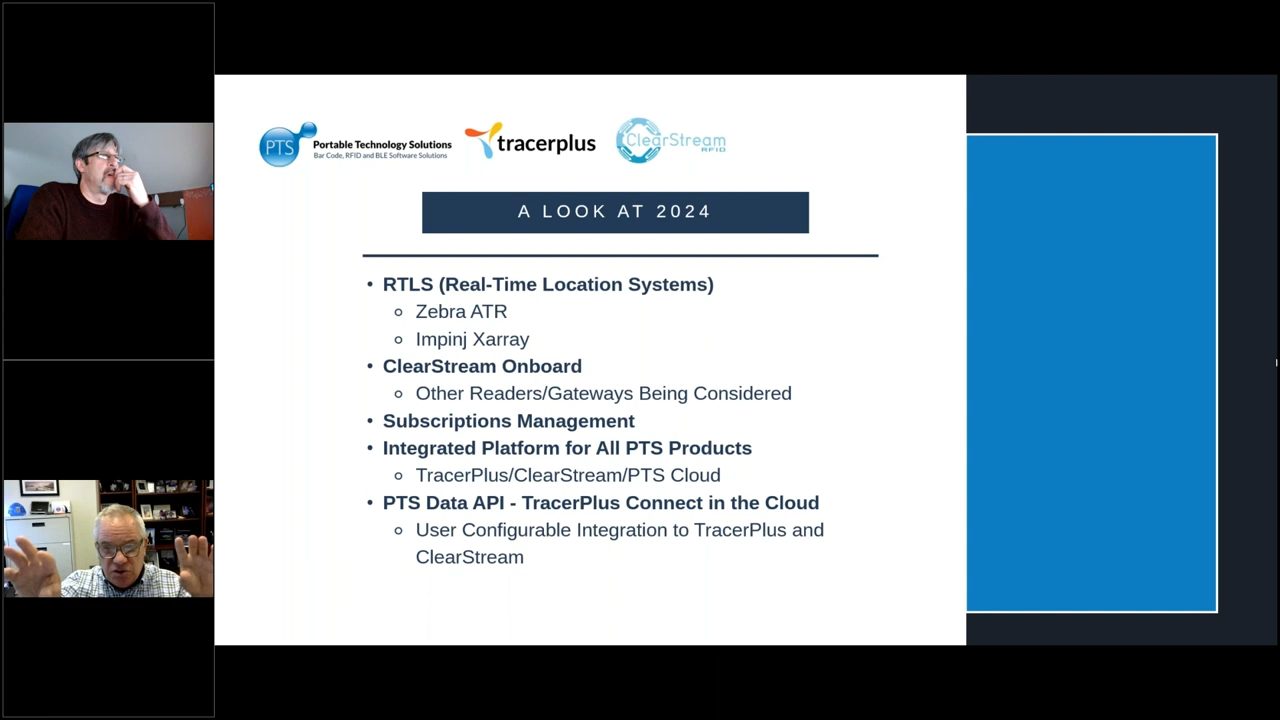 PTS
Portable Technology Solutions
Bar Code, RFID and BLE Software Solutions
tracerplus
ClearStream
RFID
A LOOK AT 2024
• RTLS (Real-Time Location Systems)
○ Zebra ATR
○ Impinj Xarray
• ClearStream Onboard
○ Other Readers/Gateways Being Considered
• Subscriptions Management
• Integrated Platform for All PTS Products
○ TracerPlus/ClearStream/PTS Cloud
• PTS Data API - TracerPlus Connect in the Cloud
○ User Configurable Integration to TracerPlus and
ClearStream